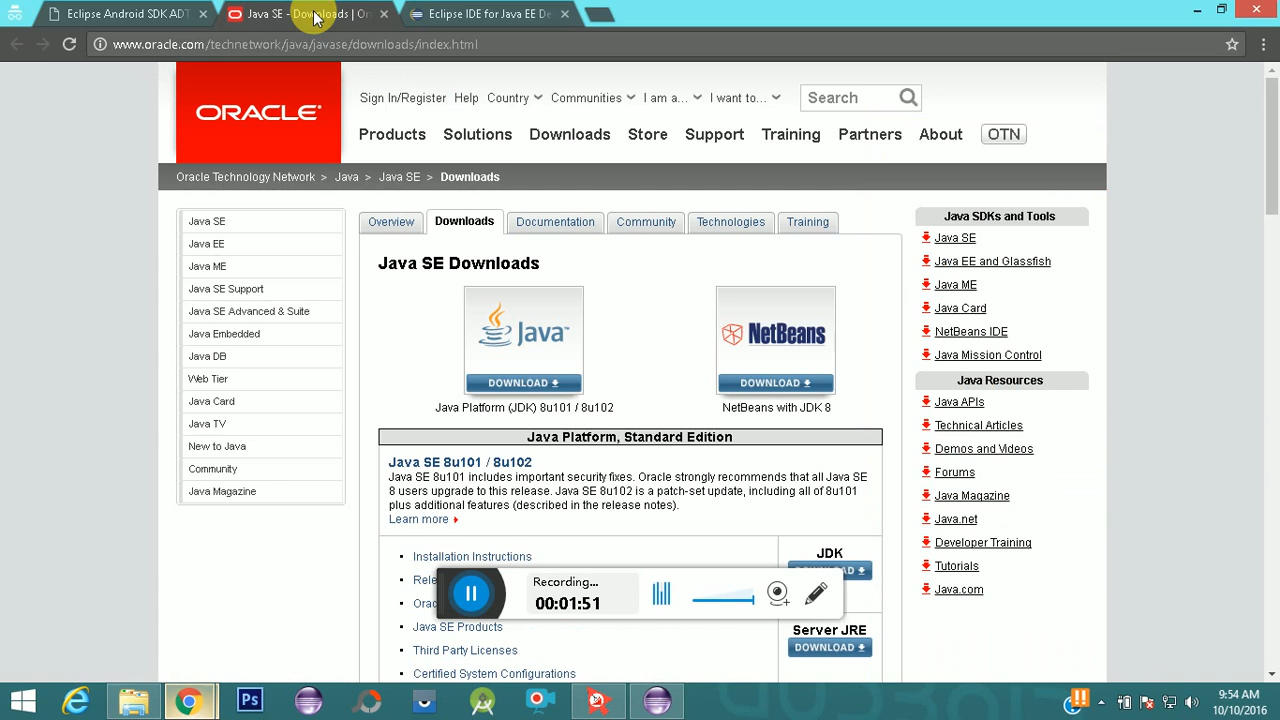 Eclipse Android SDK ADT
Java SE - Downloads | Or
Eclipse IDE for Java EE De
www.oracle.com/technetwork/java/javase/downloads/index.html
ORACLE
Sign In/Register Help Country Communities I am a... I want to... Search
Products Solutions Downloads Store Support Training Partners About OTN
Oracle Technology Network > Java > Java SE > Downloads
Java SE
Java EE
Java ME
Java SE Support
Java SE Advanced & Suite
Java Embedded
Java DB
Web Tier
Java Card
Java TV
New to Java
Community
Java Magazine
Overview Downloads Documentation Community Technologies Training
Java SE Downloads
Java™
NetBeans
DOWNLOAD
DOWNLOAD
Java Platform (JDK) 8u101 / 8u102
NetBeans with JDK 8
Java Platform, Standard Edition
Java SE 8u101 / 8u102
Java SE 8u101 includes important security fixes. Oracle strongly recommends that all Java SE
8 users upgrade to this release. Java SE 8u102 is a patch-set update, including all of 8u101
plus additional features (described in the release notes).
Learn more
Installation Instructions
Java SE Products
Third Party Licenses
Certified System Configurations
JDK
Server JRE
DOWNLOAD
Recording...
00:01:51
Java SDKs and Tools
Java SE
Java EE and Glassfish
Java ME
Java Card
NetBeans IDE
Java Mission Control
Java Resources
Java APIs
Technical Articles
Demos and Videos
Forums
Java Magazine
Java.net
Developer Training
Tutorials
Java.com
Ps
9:54 AM
10/10/2016